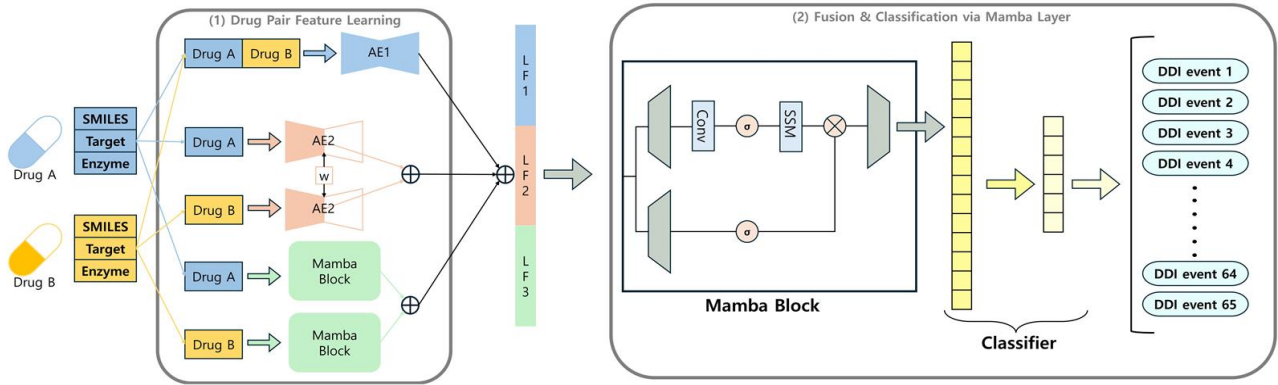 (1) Drug Pair Feature Learning
(2) Fusion & Classification via Mamba Layer
SMILES
Target
Enzyme
Drug A
SMILES
Target
Enzyme
Drug B
Drug A
Drug B
AE1
Drug A
AE2
w
Drug B
AE2
Drug A
Mamba
Block
Drug B
Mamba
Block
L
F
1
L
F
2
L
F
3
Conv
σ
SSM
σ
Mamba Block
Classifier
DDI event 1
DDI event 2
DDI event 3
DDI event 4
DDI event 64
DDI event 65